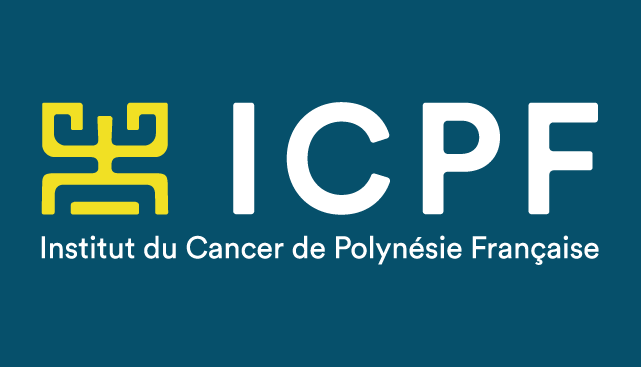 ICPF
Institut du Cancer de Polynésie Française